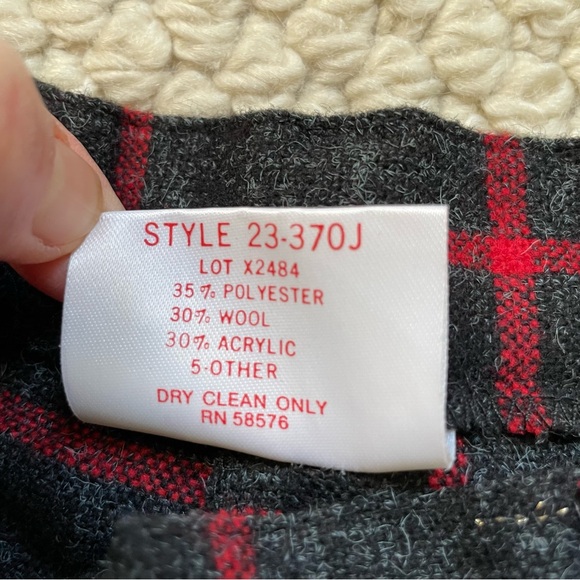 STYLE 23-370J
LOT X2484
35% POLYESTER
30% WOOL
30% ACRYLIC
5-OTHER
DRY CLEAN ONLY
RN 58576